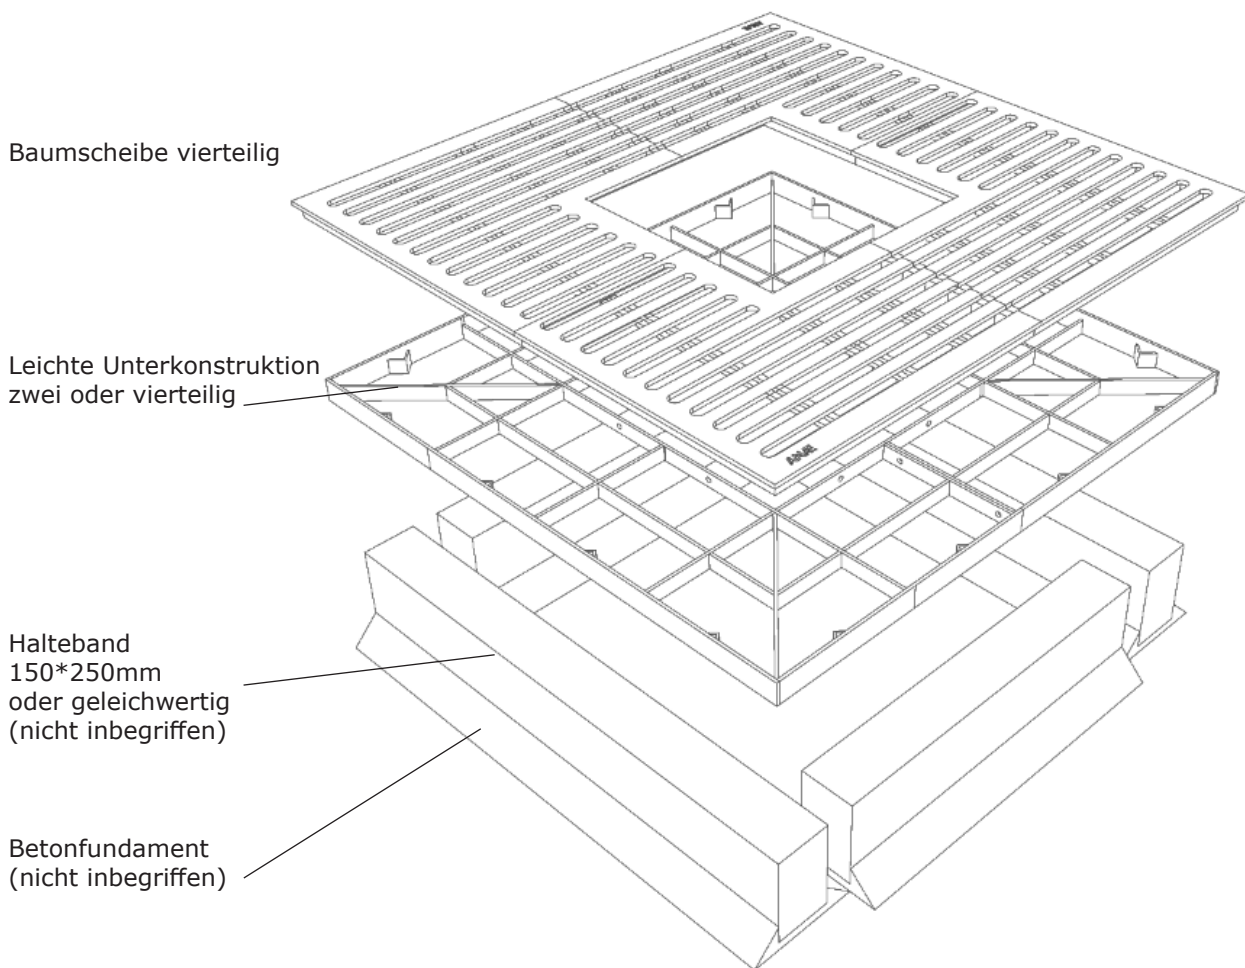 Baumscheibe vierteilig
Leichte Unterkonstruktion
zwei oder vierteilig
Halteband
150*250mm
oder geleichwertig
(nicht inbegriffen)
Betonfundament
(nicht inbegriffen)